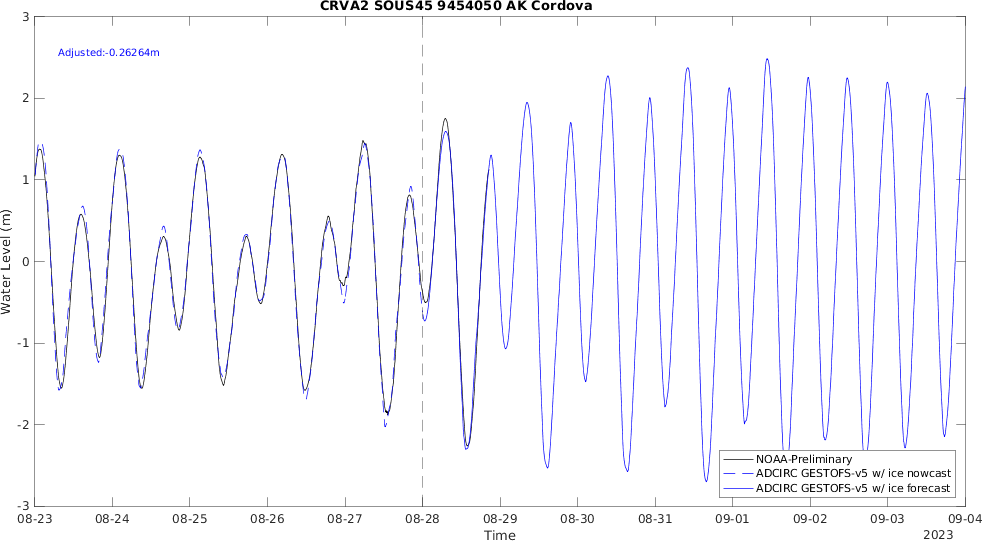 CRVA2 SOUS45 9454050 AK Cordova
3
Adjusted:-0.26264m
2
1
0
-1
-2
-3
Water Level (m)
NOAA-Preliminary
ADCIRC GESTOFS-v5 w/ ice nowcast
ADCIRC GESTOFS-v5 w/ ice forecast
08-23 08-24 08-25 08-26 08-27 08-28 08-29 08-30 08-31 09-01 09-02 09-03 09-04
Time
2023